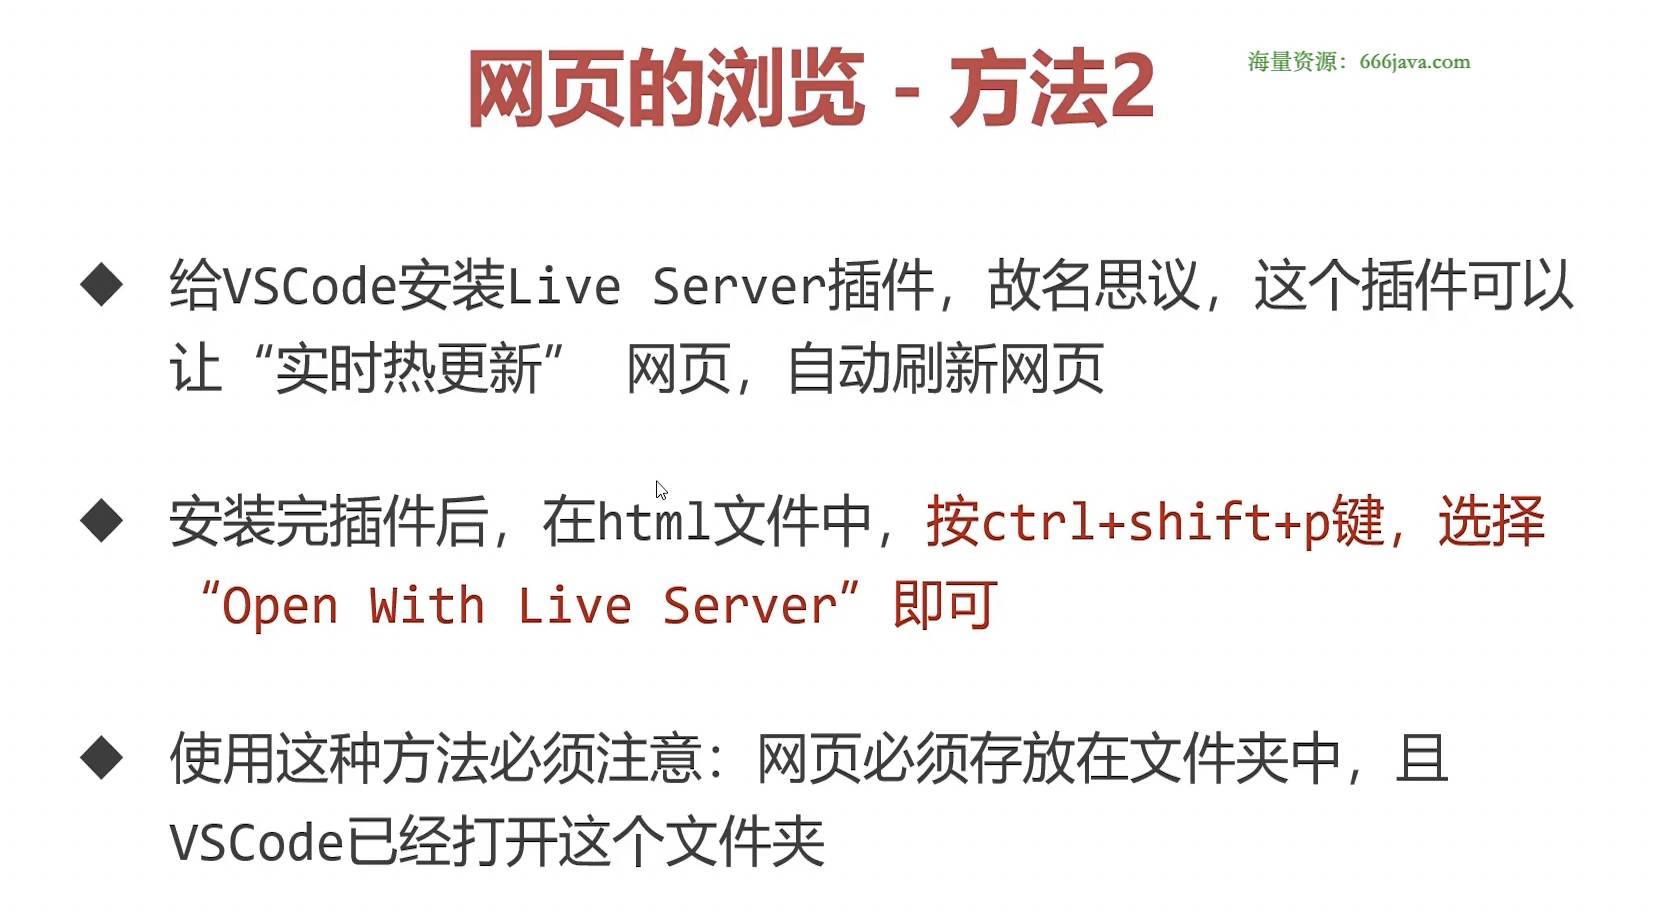 网页的浏览 - 方法2
海量资源：666java.com
给VSCode安装Live Server插件，故名思议，这个插件可以
让“实时热更新” 网页，自动刷新网页
安装完插件后，在html文件中，按ctrl+shift+p键，选择
“Open With Live Server”即可
使用这种方法必须注意：网页必须存放在文件夹中，且
VSCode已经打开这个文件夹